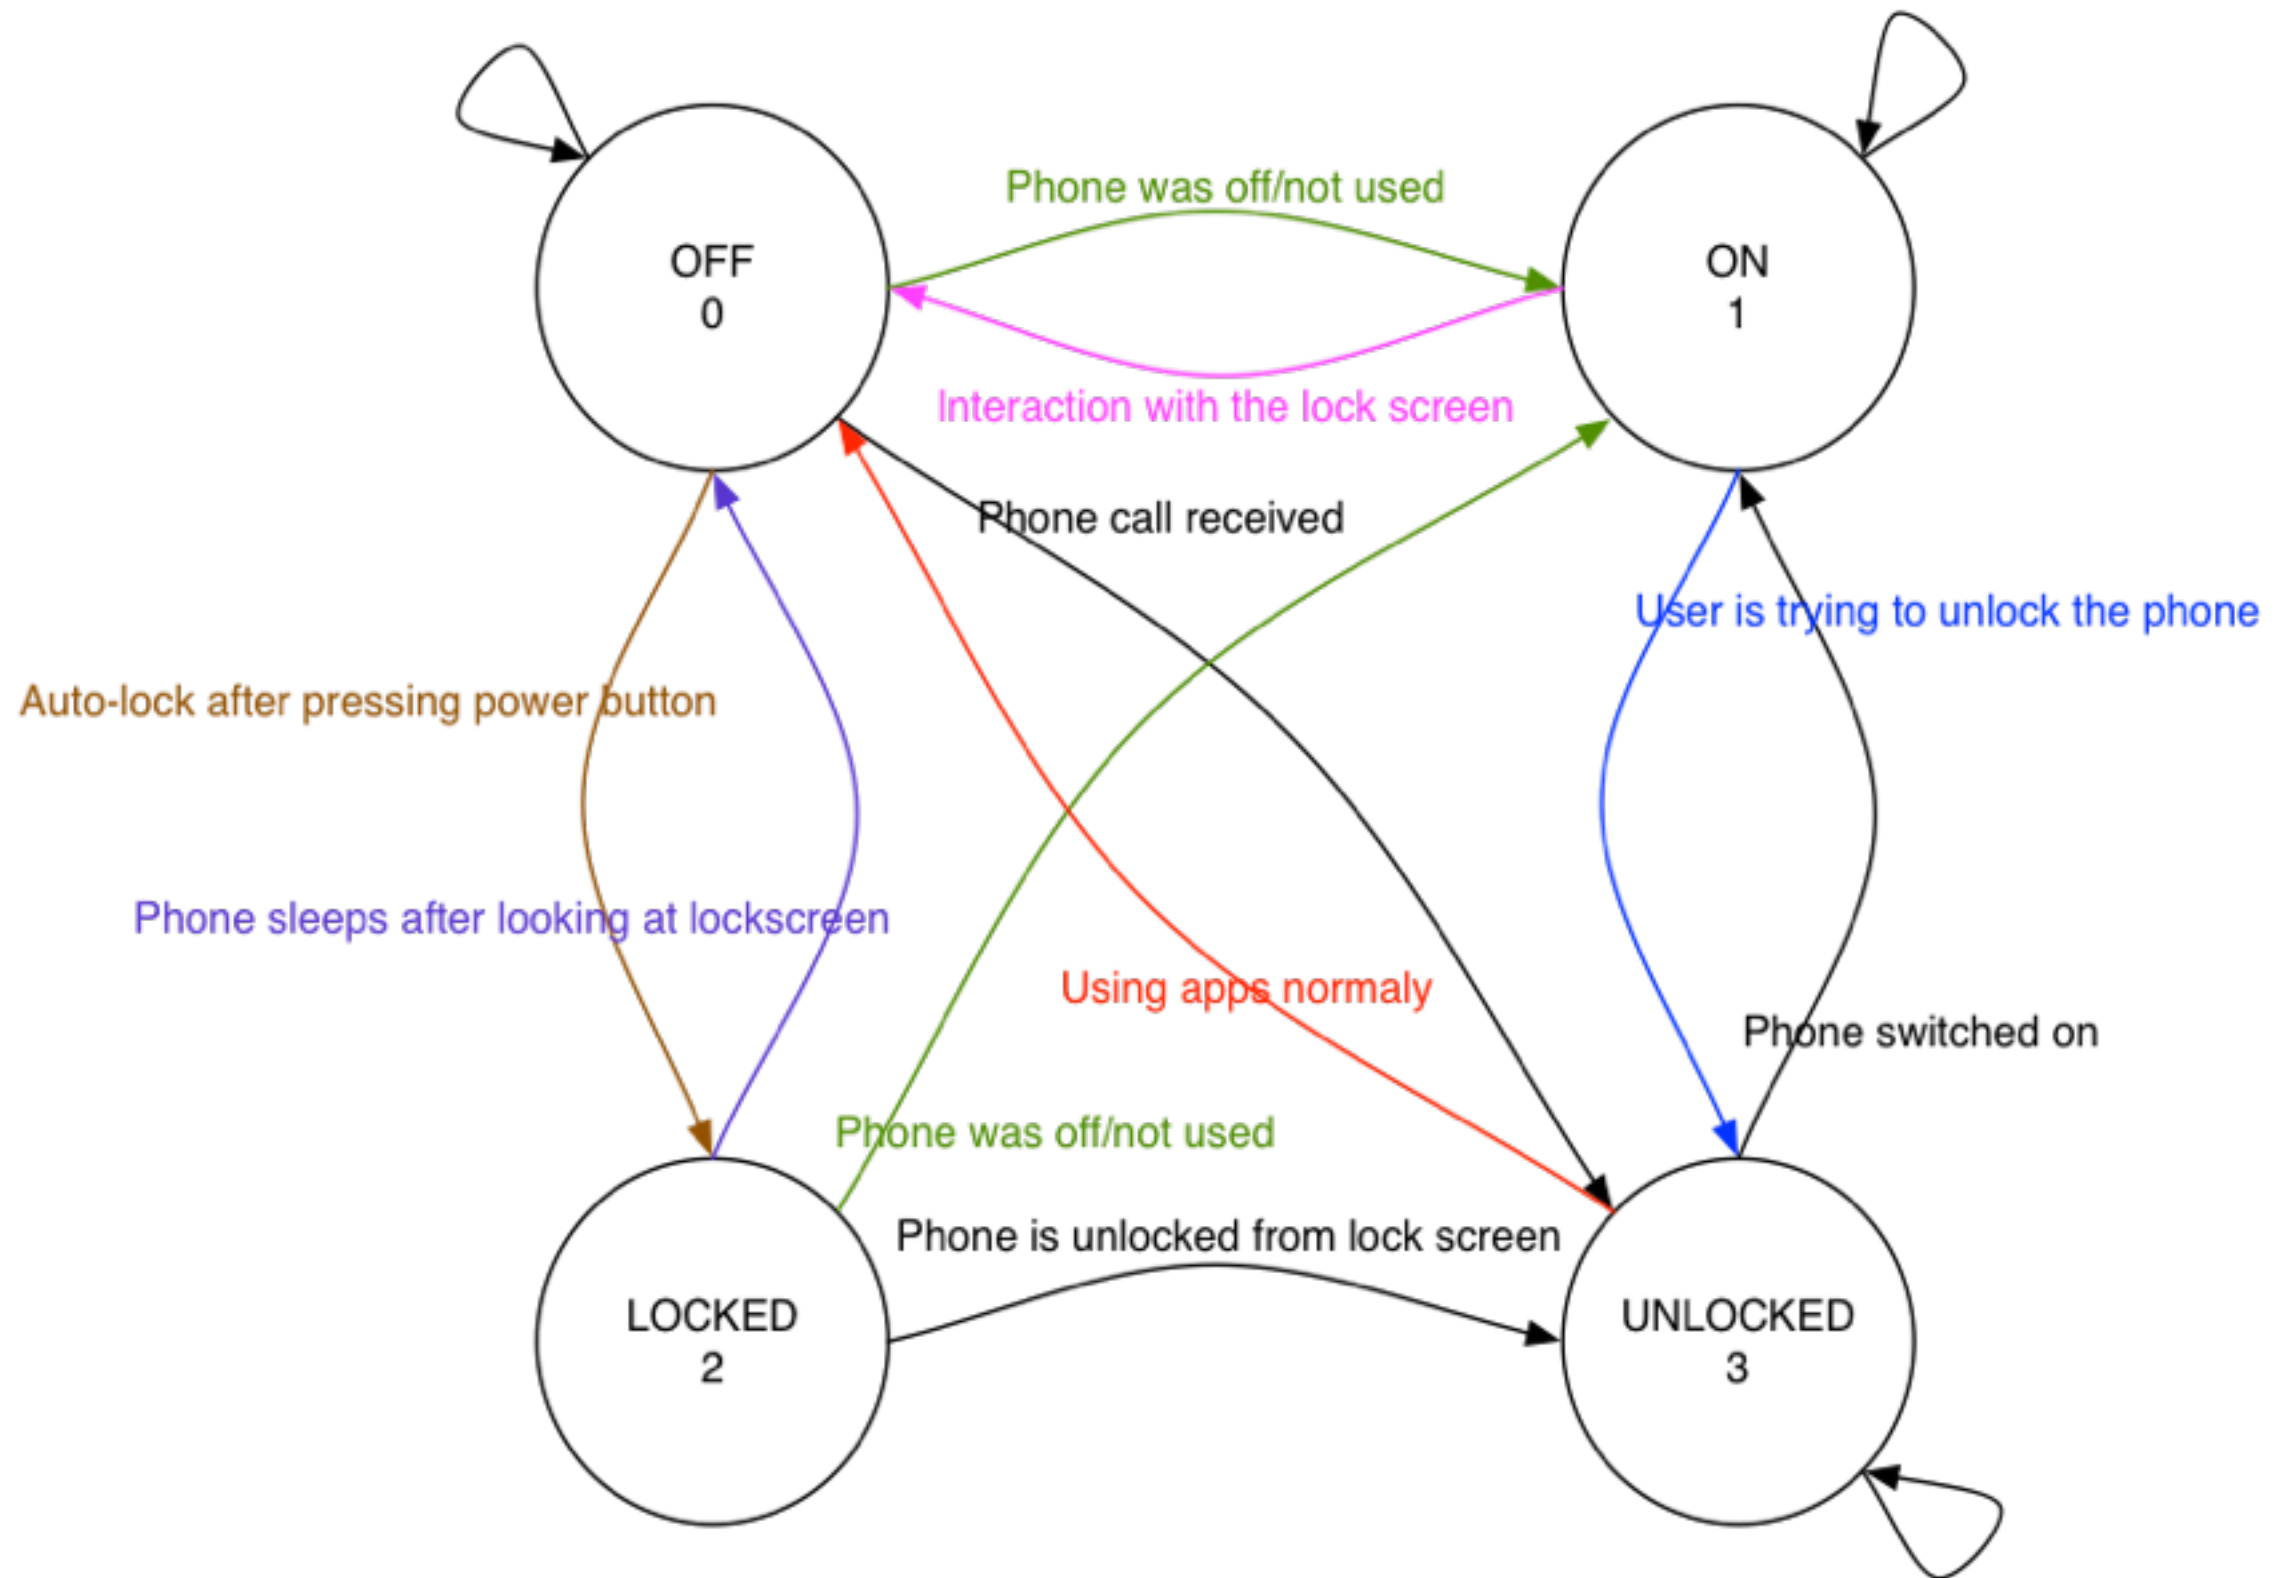 Phone was off/not used
OFF
0
ON
1
Interaction with the lock screen
Phone call received
User is trying to unlock the phone
Auto-lock after pressing power button
Phone sleeps after looking at lockscreen
Using apps normaly
Phone switched on
Phone was off/not used
Phone is unlocked from lock screen
LOCKED
2
UNLOCKED
3